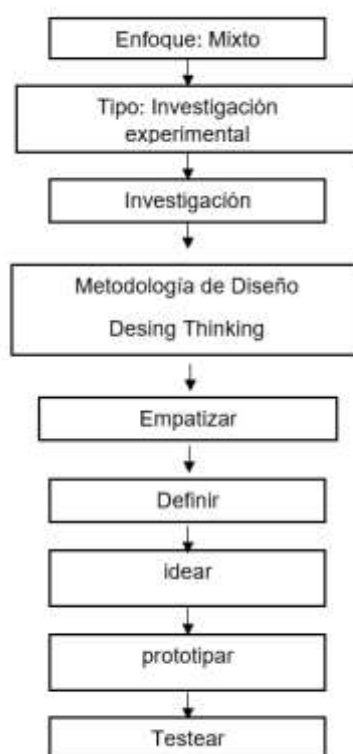 Enfoque: Mixto
Tipo: Investigación
experimental
Investigación
Metodología de Diseño
Desing Thinking
Empatizar
Definir
idear
prototipar
Testear